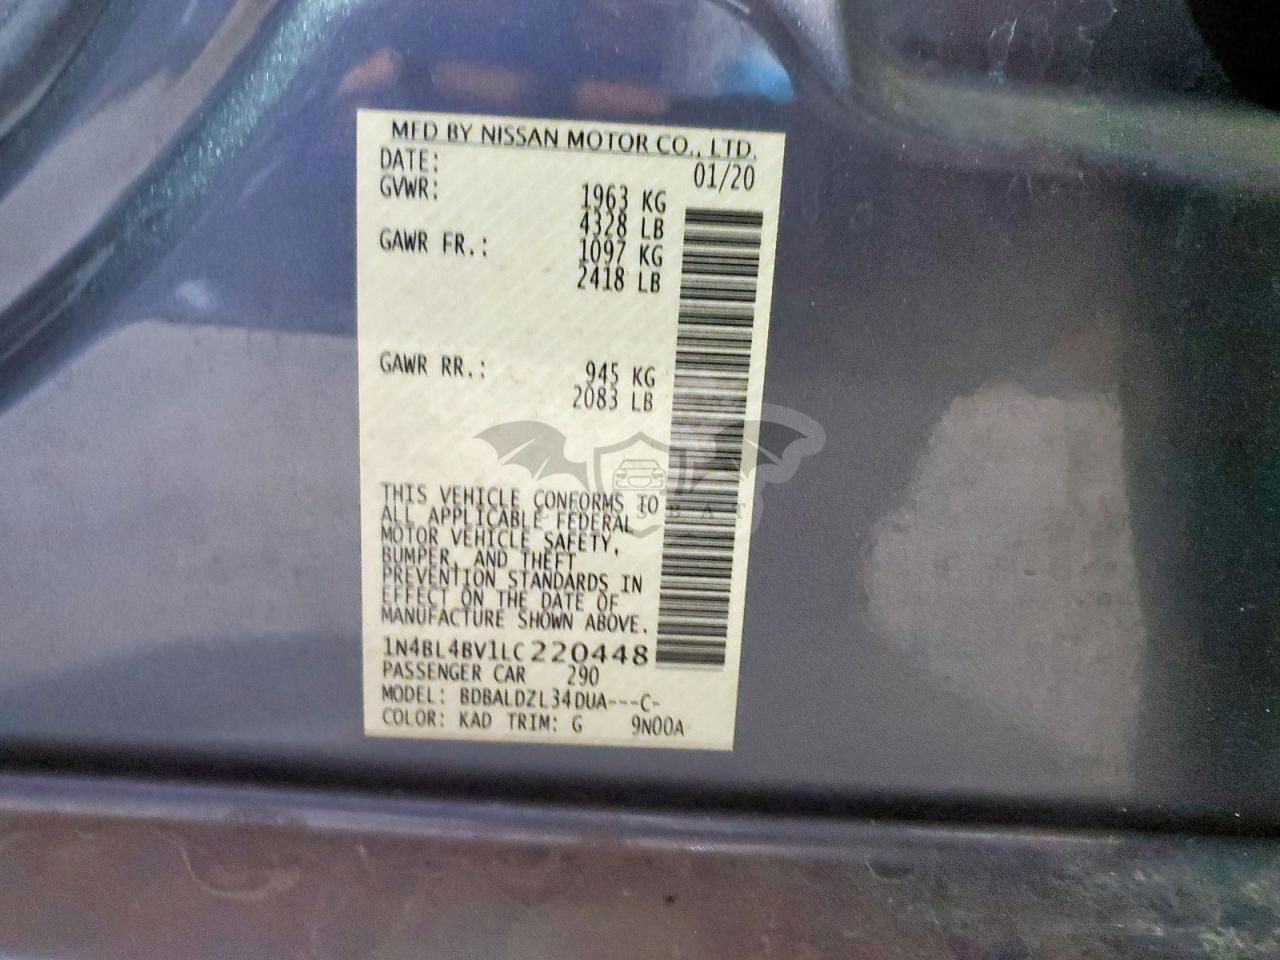 MFD BY NISSAN MOTOR CO., LTD.
DATE: 01/20
GVWR: 1963 KG
4328 LB
GAWR FR.: 1097 KG
2418 LB
GAWR RR.: 945 KG
2083 LB
THIS VEHICLE CONFORMS TO
ALL APPLICABLE FEDERAL
MOTOR VEHICLE SAFETY,
BUMPER, AND THEFT
PREVENTION STANDARDS IN
EFFECT ON THE DATE OF
MANUFACTURE SHOWN ABOVE.
1N4BL4BV1LC220448
PASSENGER CAR 290
MODEL: BDBALDZL34DUA---C-
COLOR: KAD TRIM: G 9N00A